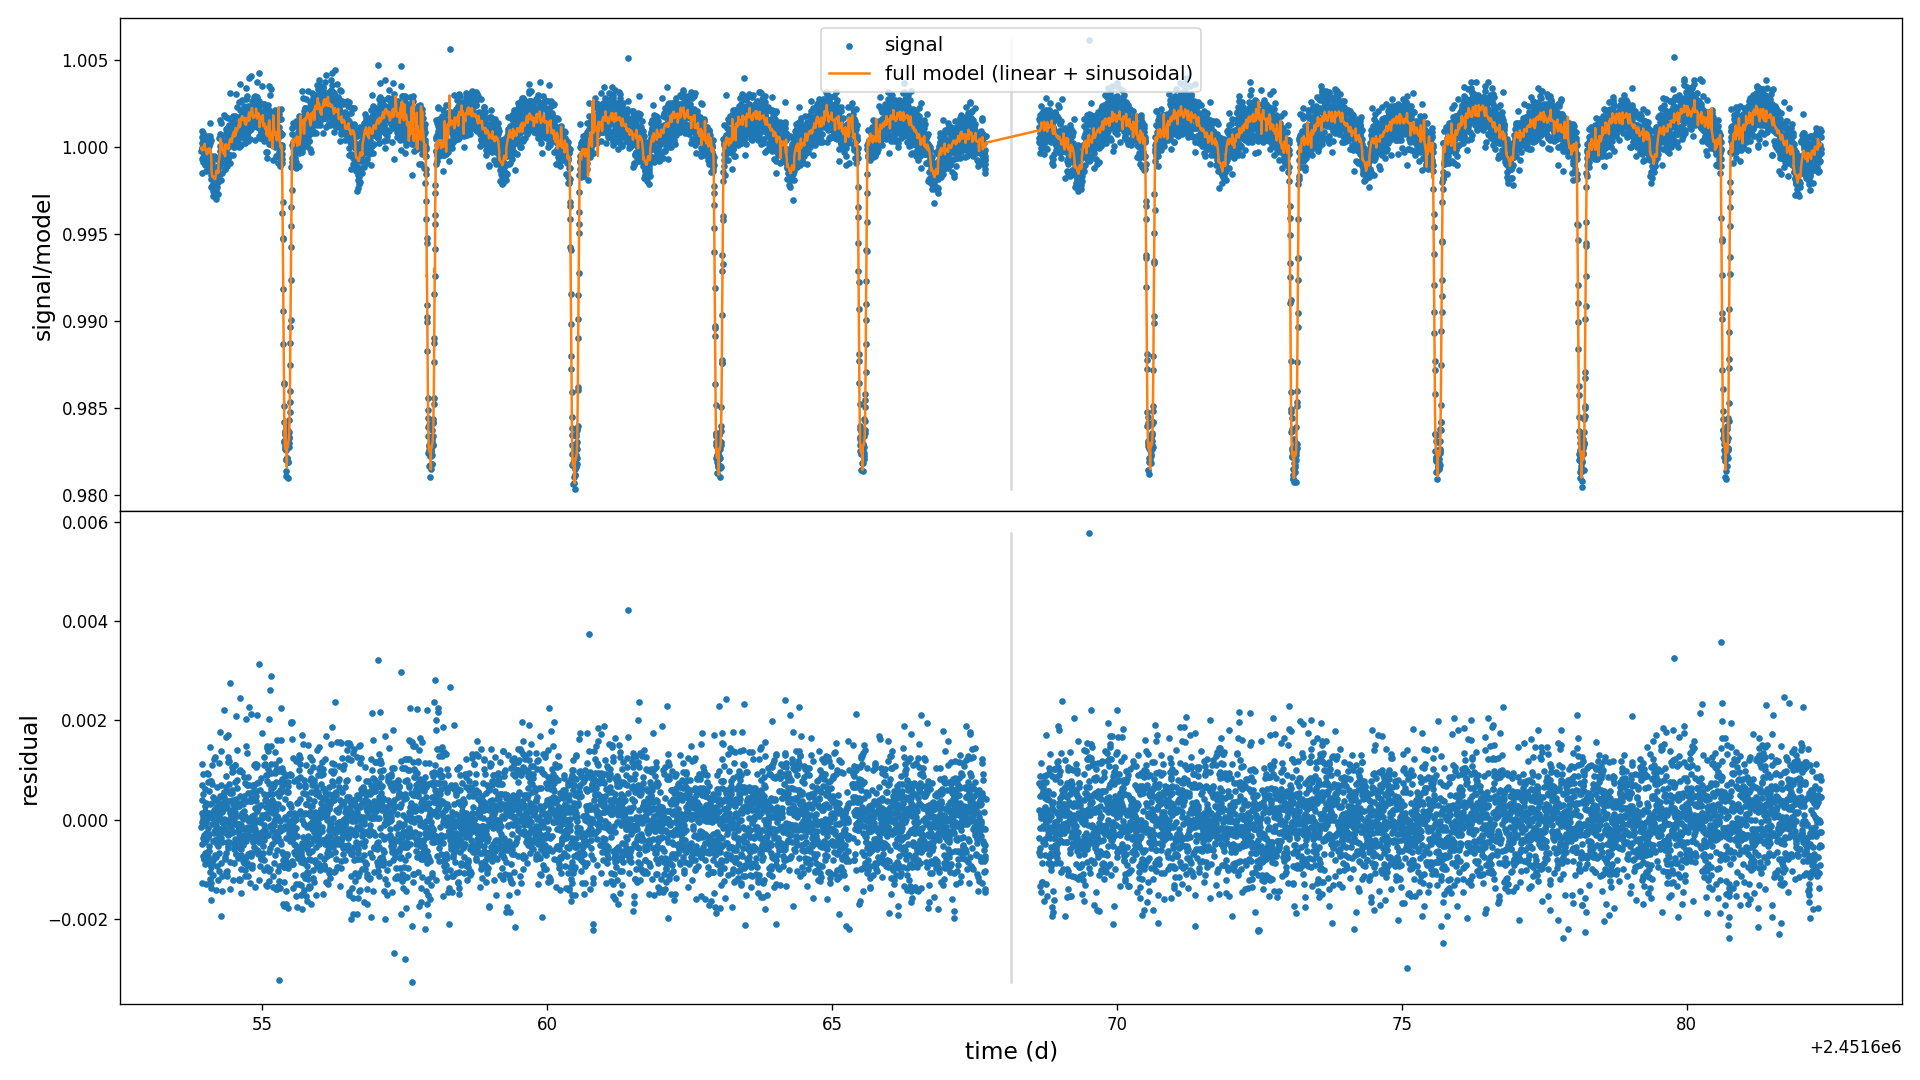 signal
full model (linear + sinusoidal)
1.005
1.000
0.995
0.990
0.985
0.980
signal/model
0.006
0.004
0.002
0.000
−0.002
residual
55
60
65
70
75
80
time (d)
+2.4516e6